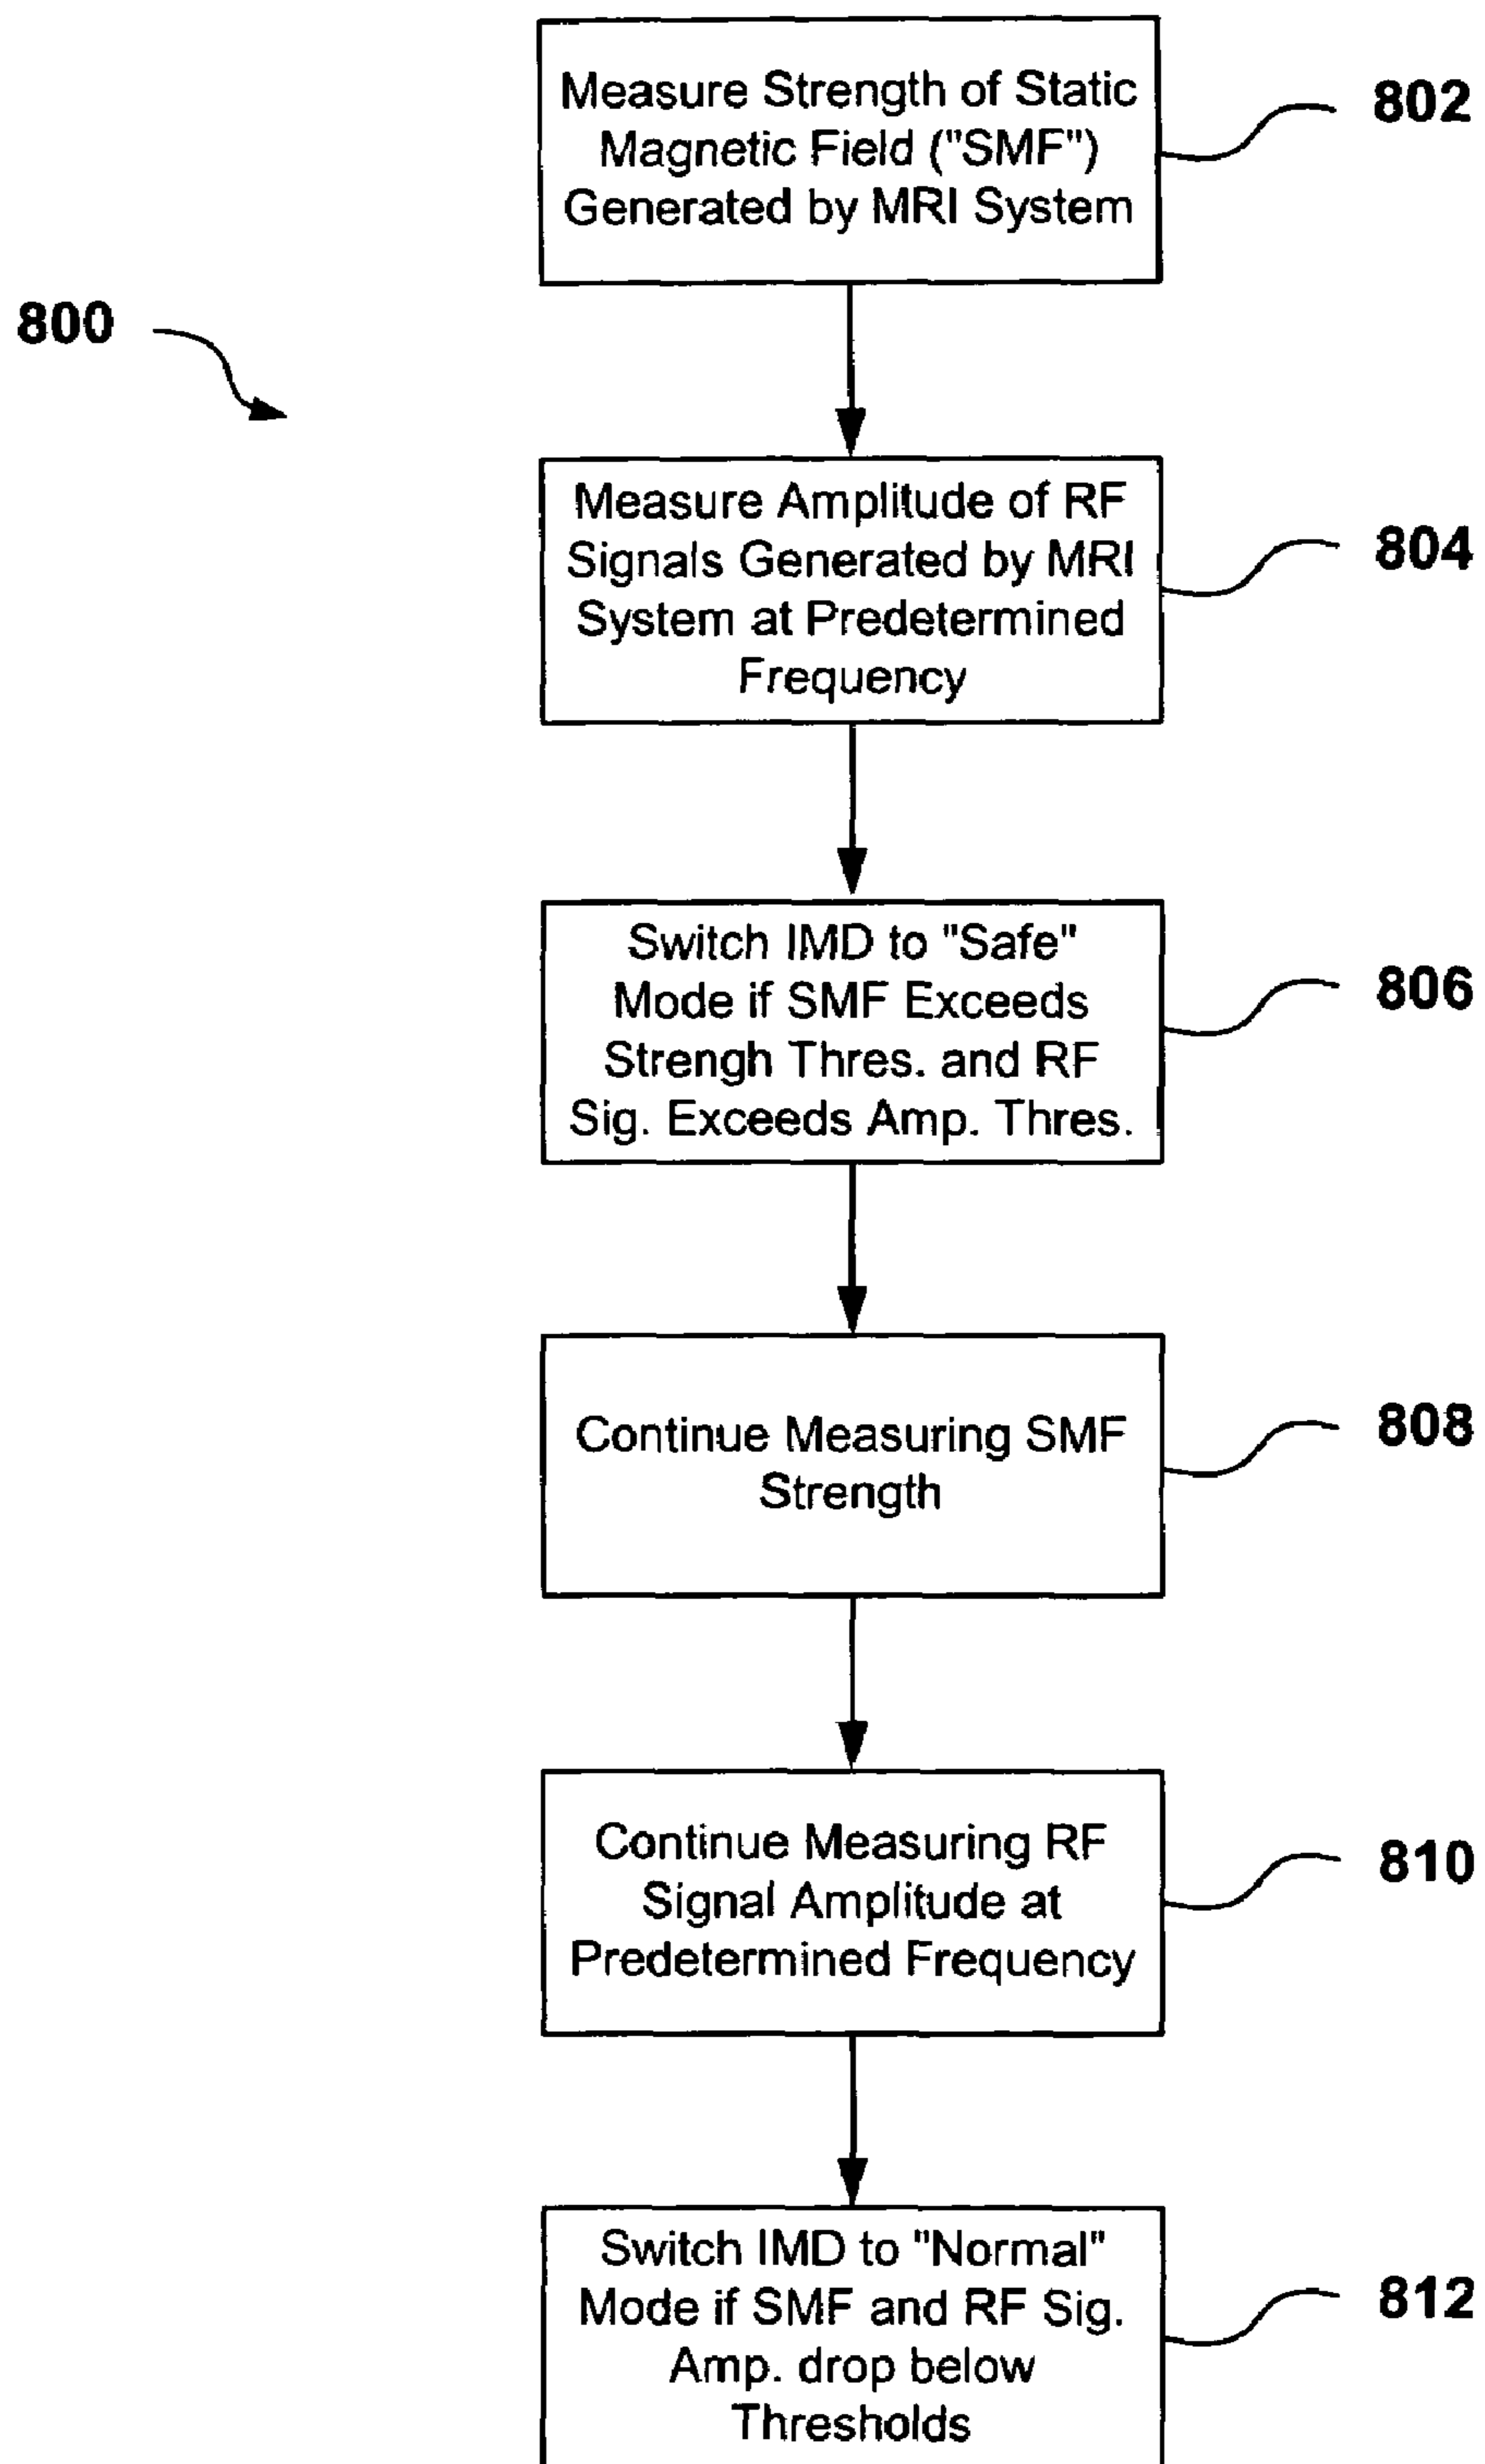 Measure Strength of Static
Magnetic Field ("SMF")
Generated by MRI System
802
800
Measure Amplitude of RF
Signals Generated by MRI
System at Predetermined
Frequency
804
Switch IMD to "Safe"
Mode if SMF Exceeds
Strengh Thres. and RF
Sig. Exceeds Amp. Thres.
806
Continue Measuring SMF
Strength
808
Continue Measuring RF
Signal Amplitude at
Predetermined Frequency
810
Switch IMD to "Normal"
Mode if SMF and RF Sig.
Amp. drop below
Thresholds
812